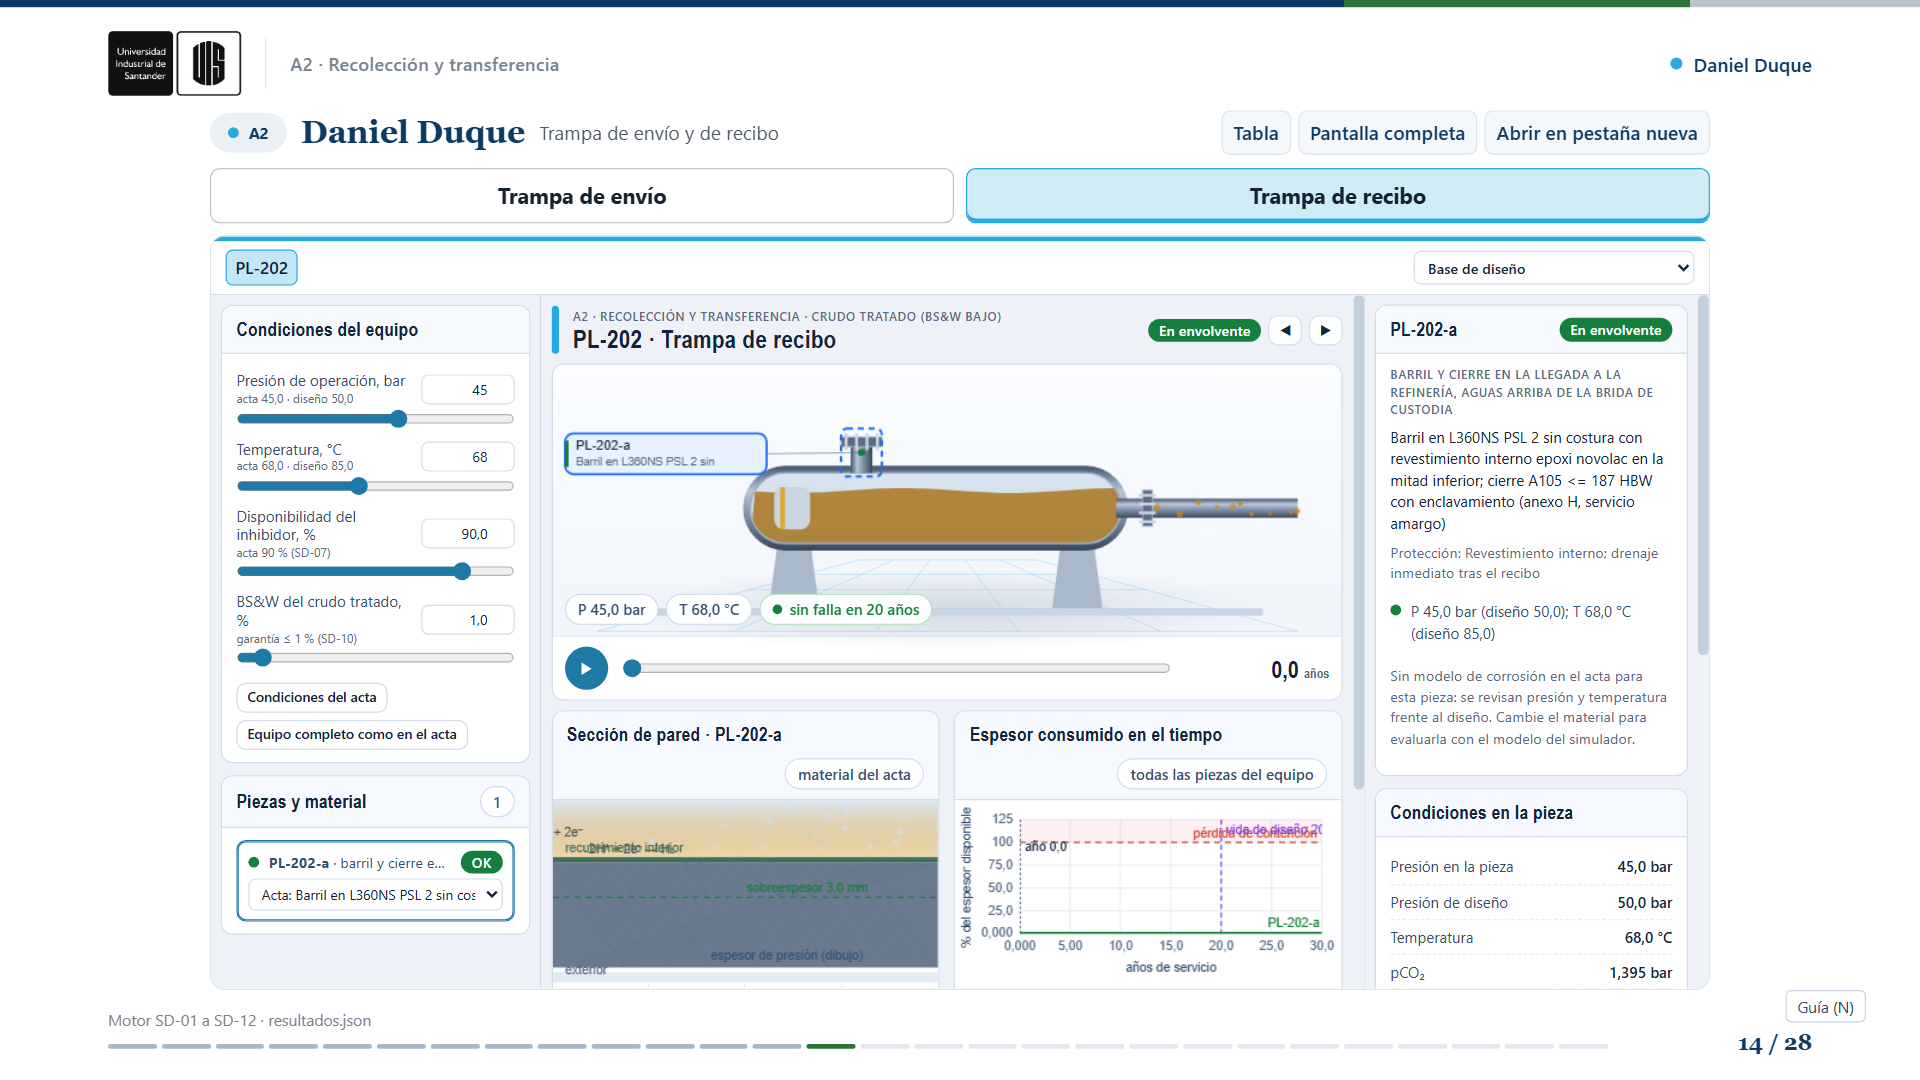 Universidad
Industrial de
Santander
A2 · Recolección y transferencia
Daniel Duque
A2
Daniel Duque
Trampa de envío y de recibo
Tabla
Pantalla completa
Abrir en pestaña nueva
Trampa de envío
Trampa de recibo
PL-202
Base de diseño
Condiciones del equipo
Presión de operación, bar
acta 45,0 · diseño 50,0
45
Temperatura, °C
acta 68,0 · diseño 85,0
68
Disponibilidad del
inhibidor, %
acta 90 % (SD-07)
90,0
BS&W del crudo tratado,
%
garantía ≤ 1 % (SD-10)
1,0
Condiciones del acta
Equipo completo como en el acta
Piezas y material
1
PL-202-a · barril y cierre e...
OK
Acta: Barril en L360NS PSL 2 sin cos
A2 · RECOLECCIÓN Y TRANSFERENCIA · CRUDO TRATADO (BS&W BAJO)
PL-202 · Trampa de recibo
En envolvente
PL-202-a
Barril en L360NS PSL 2 sin
P 45,0 bar
T 68,0 °C
sin falla en 20 años
0,0 años
Sección de pared · PL-202-a
material del acta
+ 2e⁻
recubrimiento interior
sobreespesor 3,0 mm
espesor de presión (dibujo)
exterior
Espesor consumido en el tiempo
todas las piezas del equipo
% del espesor disponible
125
100
75,0
50,0
25,0
0,000
vida de diseño 20
pérdida de contención
año 0,0
PL-202-a
0,000
5,00
10,0
15,0
20,0
25,0
30,0
años de servicio
PL-202-a
En envolvente
BARRIL Y CIERRE EN LA LLEGADA A LA
REFINERÍA, AGUAS ARRIBA DE LA BRIDA DE
CUSTODIA
Barril en L360NS PSL 2 sin costura con
revestimiento interno epoxi novolac en la
mitad inferior; cierre A105 <= 187 HBW
con enclavamiento (anexo H, servicio
amargo)
Protección: Revestimiento interno; drenaje
inmediato tras el recibo
P 45,0 bar (diseño 50,0); T 68,0 °C
(diseño 85,0)
Sin modelo de corrosión en el acta para
esta pieza: se revisan presión y temperatura
frente al diseño. Cambie el material para
evaluarla con el modelo del simulador.
Condiciones en la pieza
Presión en la pieza
45,0 bar
Presión de diseño
50,0 bar
Temperatura
68,0 °C
pCO₂
1,395 bar
Guía (N)
Motor SD-01 a SD-12 · resultados.json
14 / 28